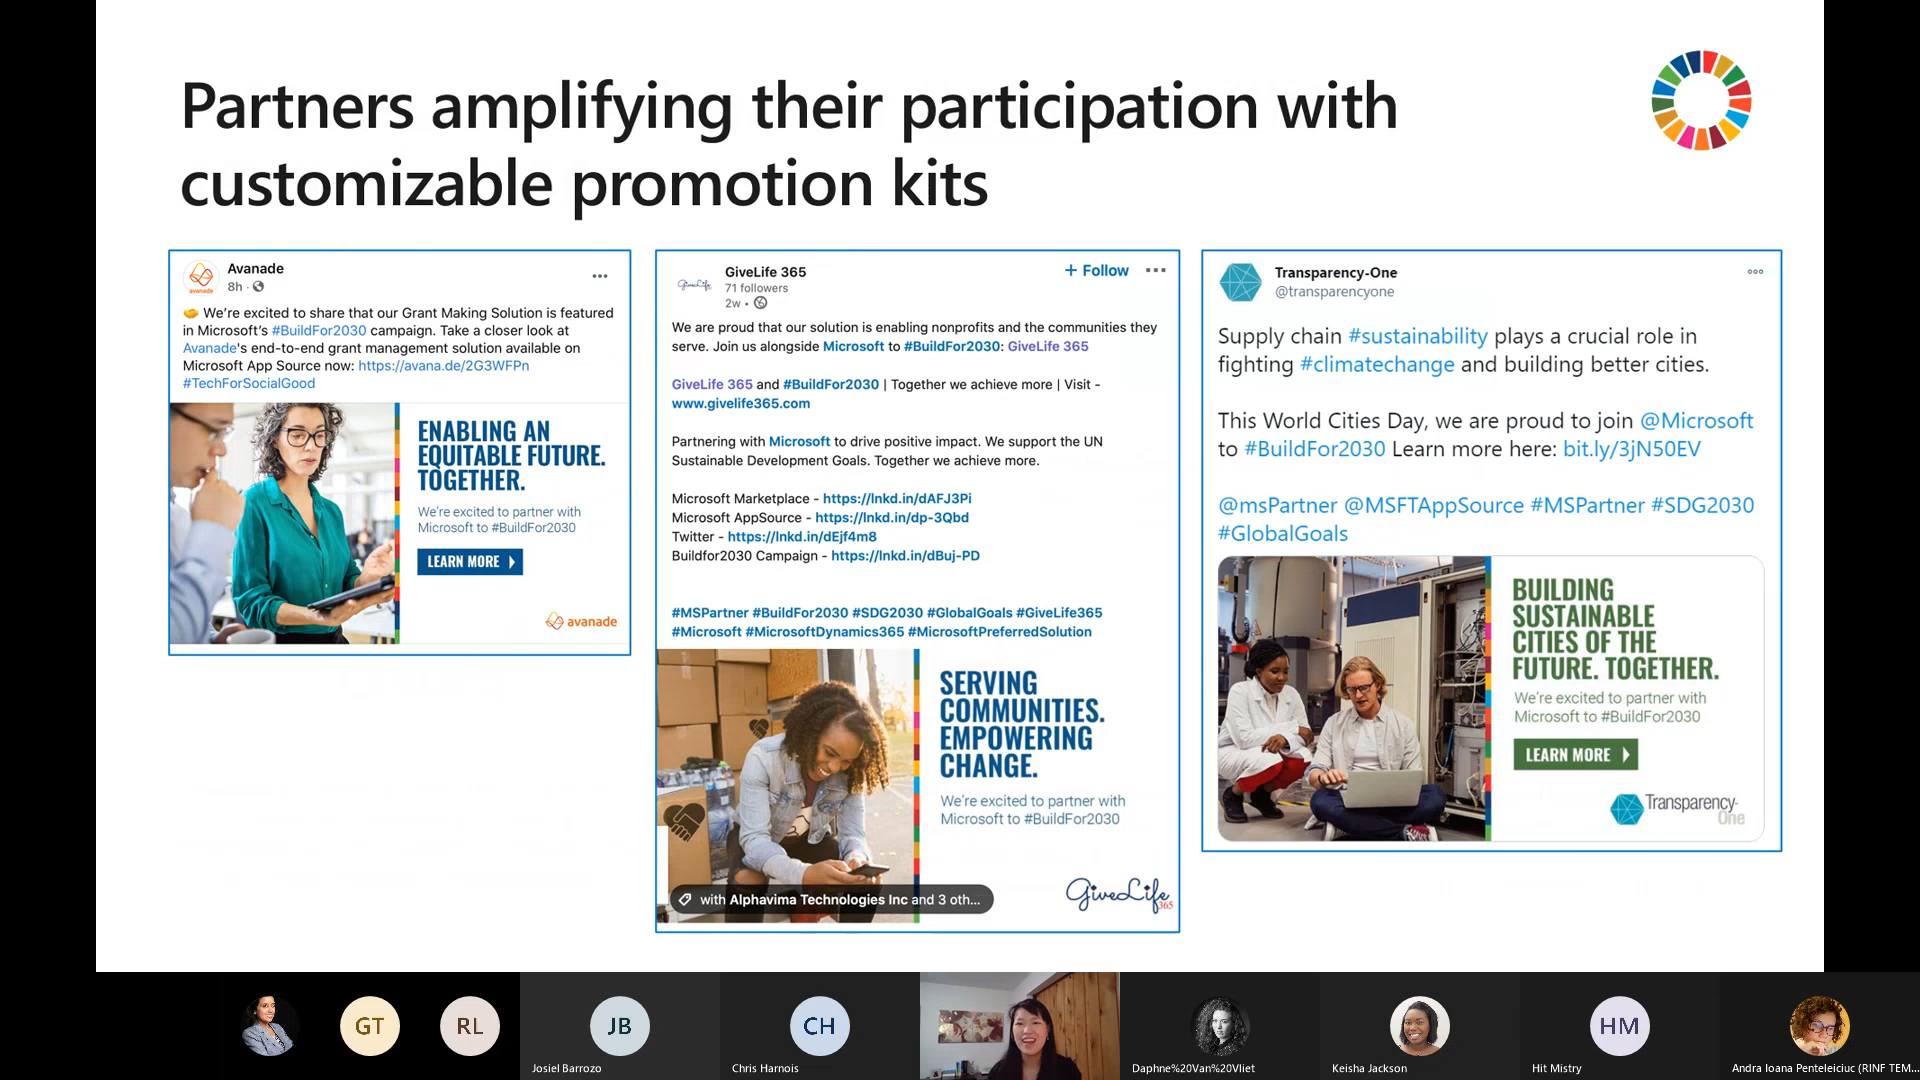 Partners amplifying their participation with
customizable promotion kits
avanade
Avanade
8h ·
We're excited to share that our Grant Making Solution is featured
in Microsoft's #BuildFor2030 campaign. Take a closer look at
Avanade's end-to-end grant management solution available on
Microsoft App Source now: https://avana.de/2G3WFPn
#TechForSocialGood
ENABLING AN
EQUITABLE FUTURE.
TOGETHER.
We're excited to partner with
Microsoft to #BuildFor2030
LEARN MORE
avanade
GiveLife
GiveLife 365
71 followers
2w •
+ Follow
We are proud that our solution is enabling nonprofits and the communities they
serve. Join us alongside Microsoft to #BuildFor2030: GiveLife 365
GiveLife 365 and #BuildFor2030 | Together we achieve more | Visit -
www.givelife365.com
Partnering with Microsoft to drive positive impact. We support the UN
Sustainable Development Goals. Together we achieve more.
Microsoft Marketplace - https://lnkd.in/dAFJ3Pi
Microsoft AppSource - https://lnkd.in/dp-3Qbd
Twitter - https://lnkd.in/dEjf4m8
Buildfor2030 Campaign - https://lnkd.in/dBuj-PD
#MSPartner #BuildFor2030 #SDG2030 #GlobalGoals #GiveLife365
#Microsoft #MicrosoftDynamics365 #MicrosoftPreferredSolution
SERVING
COMMUNITIES.
EMPOWERING
CHANGE.
We're excited to partner with
Microsoft to #BuildFor2030
with Alphavima Technologies Inc and 3 oth...
GiveLife
365
Transparency-One
@transparencyone
Supply chain #sustainability plays a crucial role in
fighting #climatechange and building better cities.
This World Cities Day, we are proud to join @Microsoft
to #BuildFor2030 Learn more here: bit.ly/3jN50EV
@msPartner @MSFTAppSource #MSPartner #SDG2030
#GlobalGoals
BUILDING
SUSTAINABLE
CITIES OF THE
FUTURE. TOGETHER.
We're excited to partner with
Microsoft to #BuildFor2030
LEARN MORE
Transparency-
One
GT
RL
JB
Josiel Barrozo
CH
Chris Harnois
Daphne%20Van%20Vliet
Keisha Jackson
HM
Hit Mistry
Andra Ioana Penteleiciuc (RINF TEM...